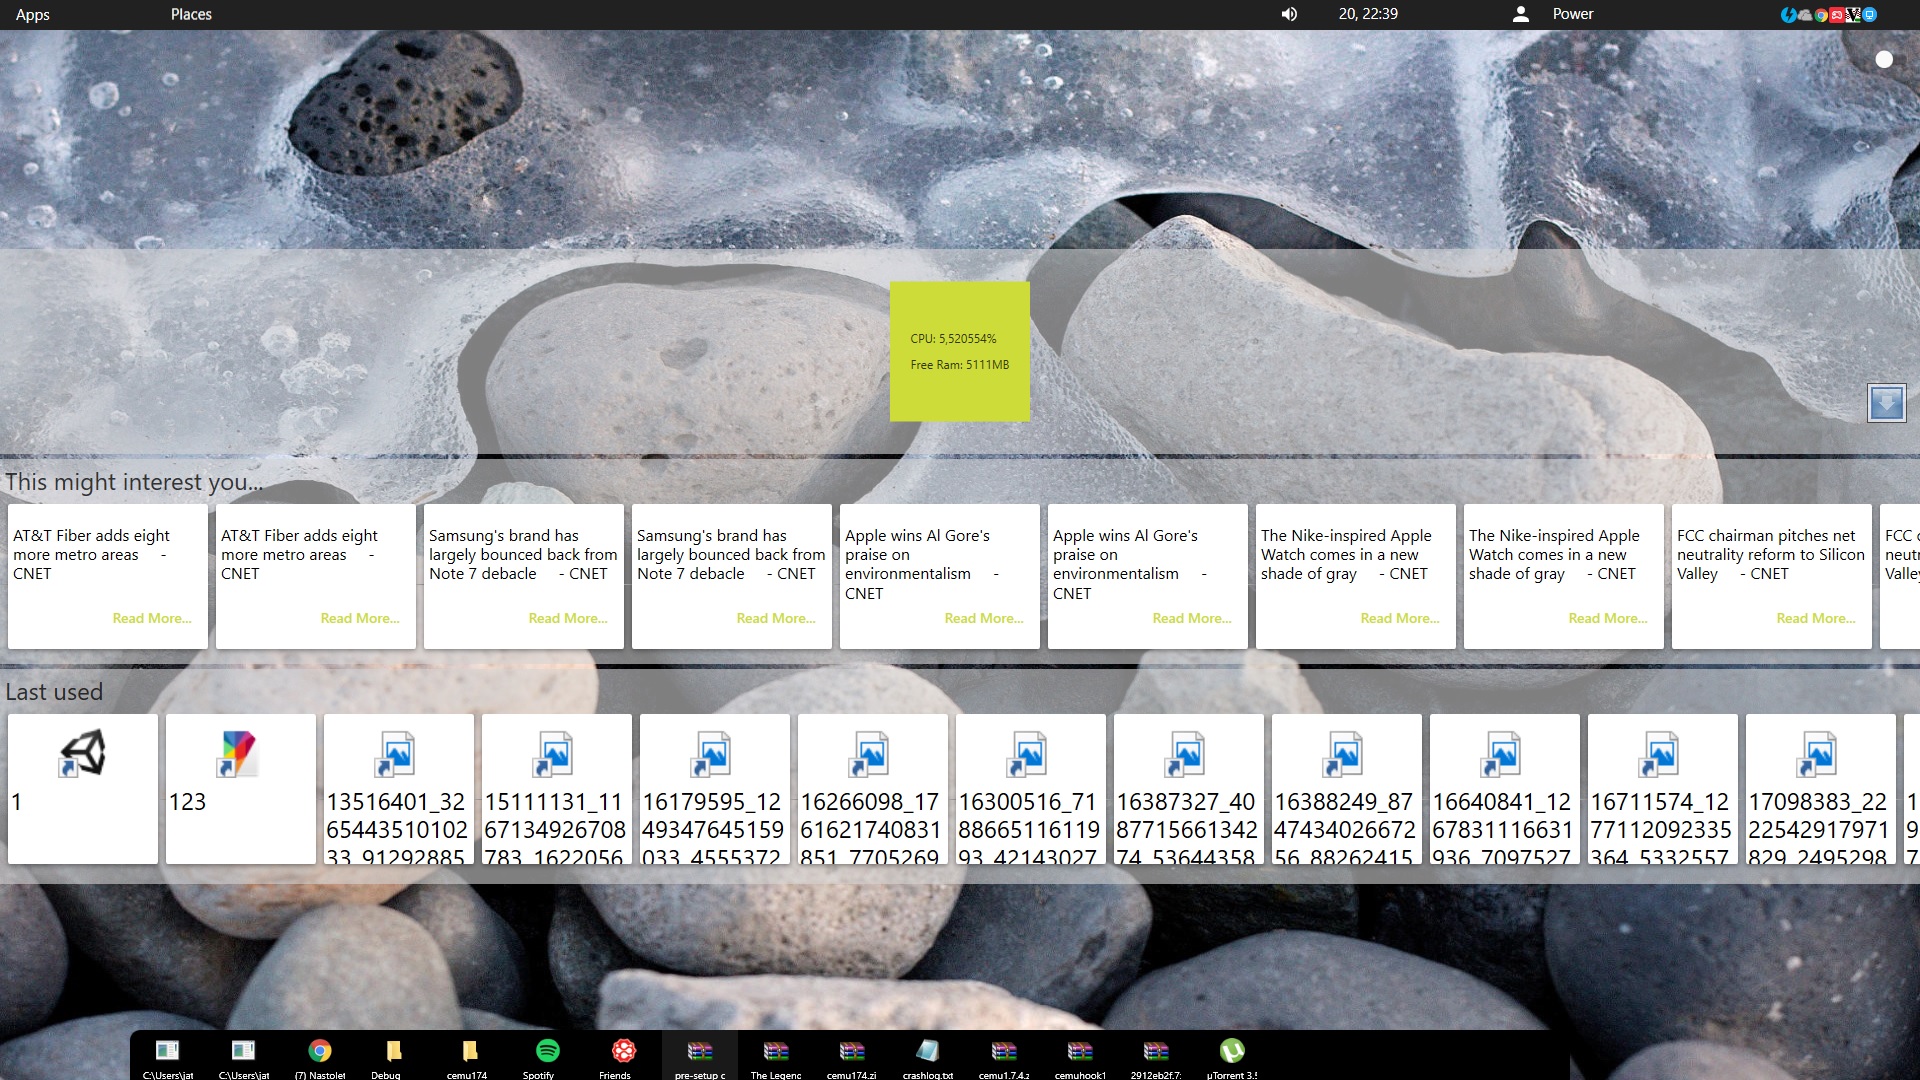 Apps
Places
20, 22:39
Power
CPU: 5,520554%
Free Ram: 5111MB
This might interest you...
AT&T Fiber adds eight
more metro areas -
CNET
Read More...
AT&T Fiber adds eight
more metro areas -
CNET
Read More...
Samsung's brand has
largely bounced back from
Note 7 debacle - CNET
Read More...
Samsung's brand has
largely bounced back from
Note 7 debacle - CNET
Read More...
Apple wins Al Gore's
praise on
environmentalism -
CNET
Read More...
Apple wins Al Gore's
praise on
environmentalism -
CNET
Read More...
The Nike-inspired Apple
Watch comes in a new
shade of gray - CNET
Read More...
The Nike-inspired Apple
Watch comes in a new
shade of gray - CNET
Read More...
FCC chairman pitches net
neutrality reform to Silicon
Valley - CNET
Read More...
FCC
neutr
Valley
Last used
1
123
13516401_32
65443510102
33_91292885
15111131_11
67134926708
783_1622056
16179595_12
49347645159
033_4555372
16266098_17
61621740831
851_7705269
16300516_71
88665116119
93_42143027
16387327_40
87715661342
74_53644358
16388249_87
47434026672
56_88262415
16640841_12
67831116631
936_7097527
16711574_12
77112092335
364_5332557
17098383_22
22542917971
829_2495298
1
9
7
C:\Users\jat
C:\Users\jat
(7) Nastolet
Debug
cemu174
Spotify
Friends
pre-setup c
The Legend
cemu174.zi
crashlog.txt
cemu1.7.4.z
cemuhook1
2912eb2f.7:
µTorrent 3.5